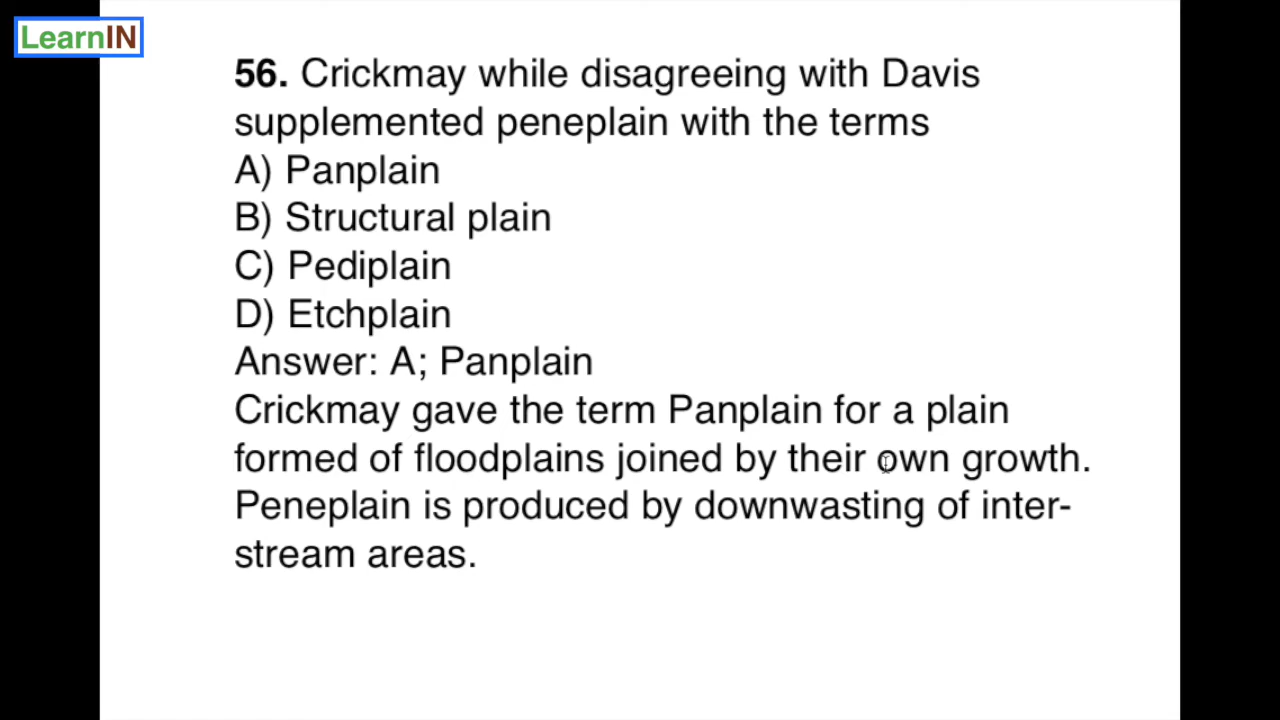 LearnIN
56. Crickmay while disagreeing with Davis
supplemented peneplain with the terms
A) Panplain
B) Structural plain
C) Pediplain
D) Etchplain
Answer: A; Panplain
Crickmay gave the term Panplain for a plain
formed of floodplains joined by their own growth.
Peneplain is produced by downwasting of inter-
stream areas.